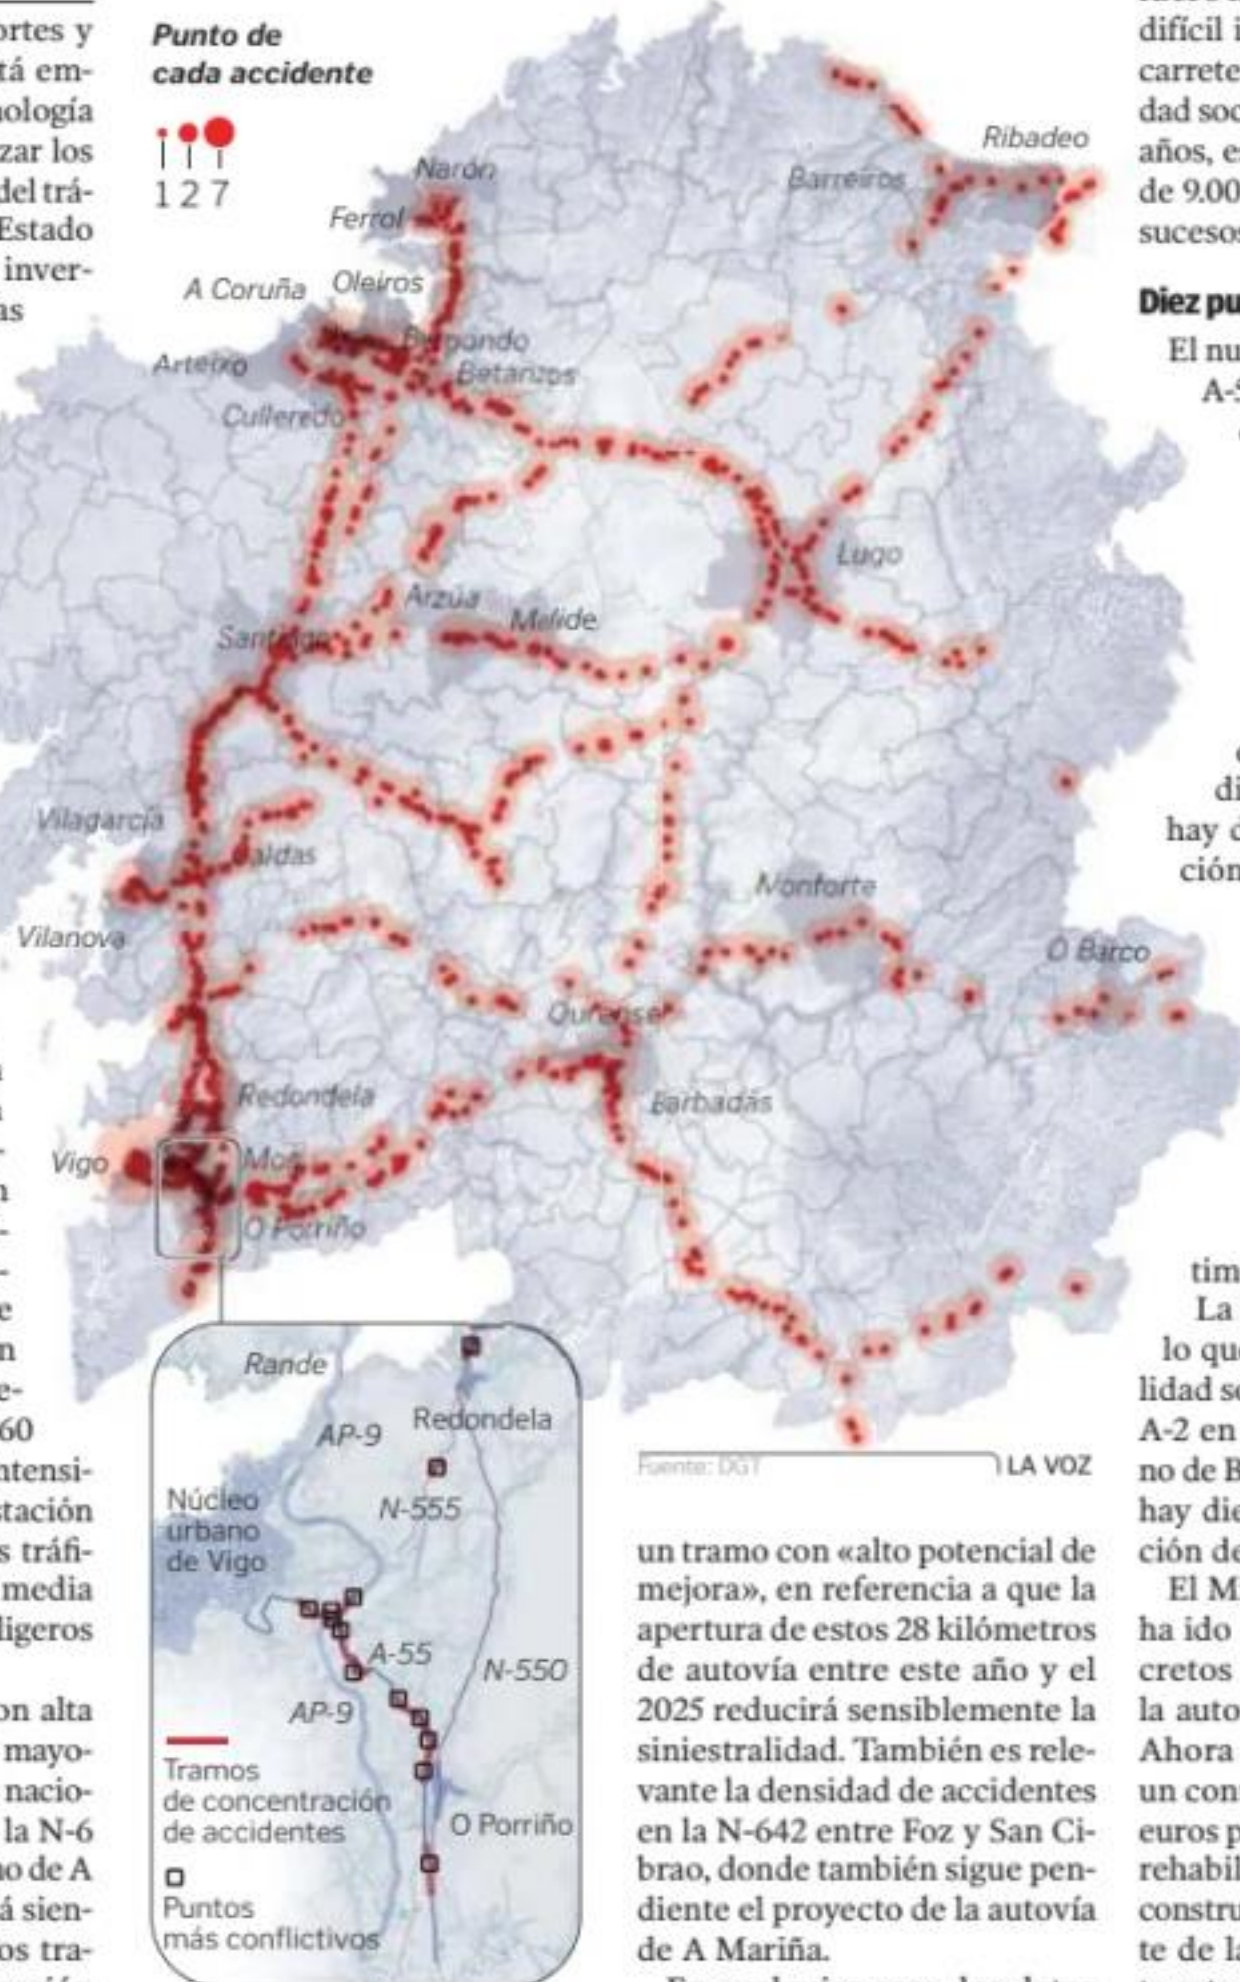 ortes y
tá em-
nología
zar los
del trá-
Estado
inver-
as
Punto de
cada accidente
1 2 7
Narón
Ferrol
A Coruña
Oleiros
Bergondo
Arteixo
Betanzos
Culleredo
Ribadeo
Barreiros
Lugo
Arzúa
Melide
Santiago
Vilagarcía
Caldas
Vilanova
Monforte
O Barco
Ourense
Redondela
Barbadás
Vigo
Mos
O Porriño
Rande
AP-9
Redondela
N-555
Núcleo
urbano
de Vigo
A-55
N-550
AP-9
Tramos
de concentración
de accidentes
O Porriño
Puntos
más conflictivos
Fuente: DGT
LA VOZ
e
n
e-
60
ntensi-
stación
s tráfi-
media
ligeros
on alta
mayo-
nacio-
la N-6
no de A
á sien-
os tra-
un tramo con «alto potencial de
mejora», en referencia a que la
apertura de estos 28 kilómetros
de autovía entre este año y el
2025 reducirá sensiblemente la
siniestralidad. También es rele-
vante la densidad de accidentes
en la N-642 entre Foz y San Ci-
brao, donde también sigue pen-
diente el proyecto de la autovía
de A Mariña.
difícil i
carrete
dad soc
años, e
de 9.00
sucesos
Diez pu
El nu
A-5
di
hay d
ción
tim
La
lo que
lidad s
A-2 en
no de B
hay die
ción de
El M
ha ido
cretos
la auto
Ahora
un con
euros p
rehabil
constru
te de la